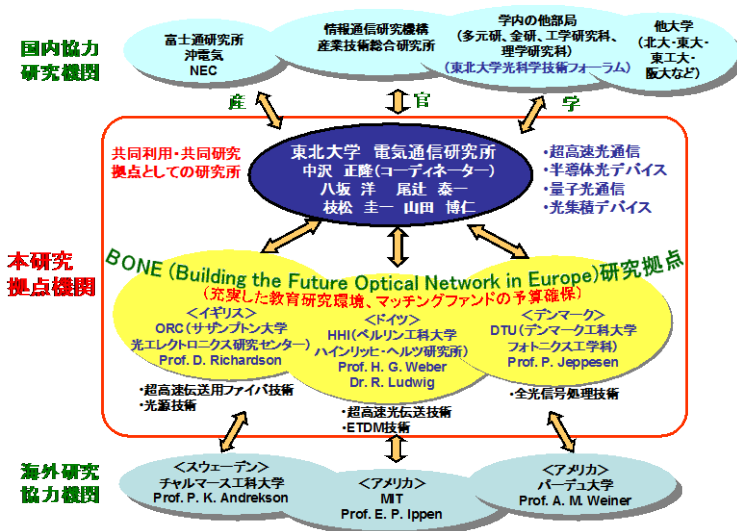 国内協力
研究機関
富士通研究所
沖電気
NEC
情報通信研究機構
産業技術総合研究所
学内の他部局
(多元研、金研、工学研究科、
理学研究科)
(東北大学光科学技術フォーラム)
他大学
(北大・東大・
東工大・
阪大など)
産
官
学
共同利用・共同研究
拠点としての研究所
東北大学 電気通信研究所
中沢 正隆(コーディネーター)
八坂 洋 尾辻 泰一
枝松 圭一 山田 博仁
・超高速光通信
・半導体光デバイス
・量子光通信
・光集積デバイス
本研究
拠点機関
BONE (Building the Future Optical Network in Europe)研究拠点
(充実した教育研究環境、マッチングファンドの予算確保)
<イギリス>
ORC(サザンプトン大学
光エレクトロニクス研究センター)
Prof. D. Richardson
<ドイツ>
HHI(ベルリン工科大学
ハインリッヒ・ヘルツ研究所)
Prof. H. G. Weber
Dr. R. Ludwig
<デンマーク>
DTU(デンマーク工科大学
フォトニクス工学科)
Prof. P. Jeppesen
・超高速伝送用ファイバ技術
・光源技術
・超高速光伝送技術
・ETDM技術
・全光信号処理技術
海外研究
協力機関
<スウェーデン>
チャルマース工科大学
Prof. P. K. Andrekson
<アメリカ>
MIT
Prof. E. P. Ippen
<アメリカ>
パーデュ大学
Prof. A. M. Weiner